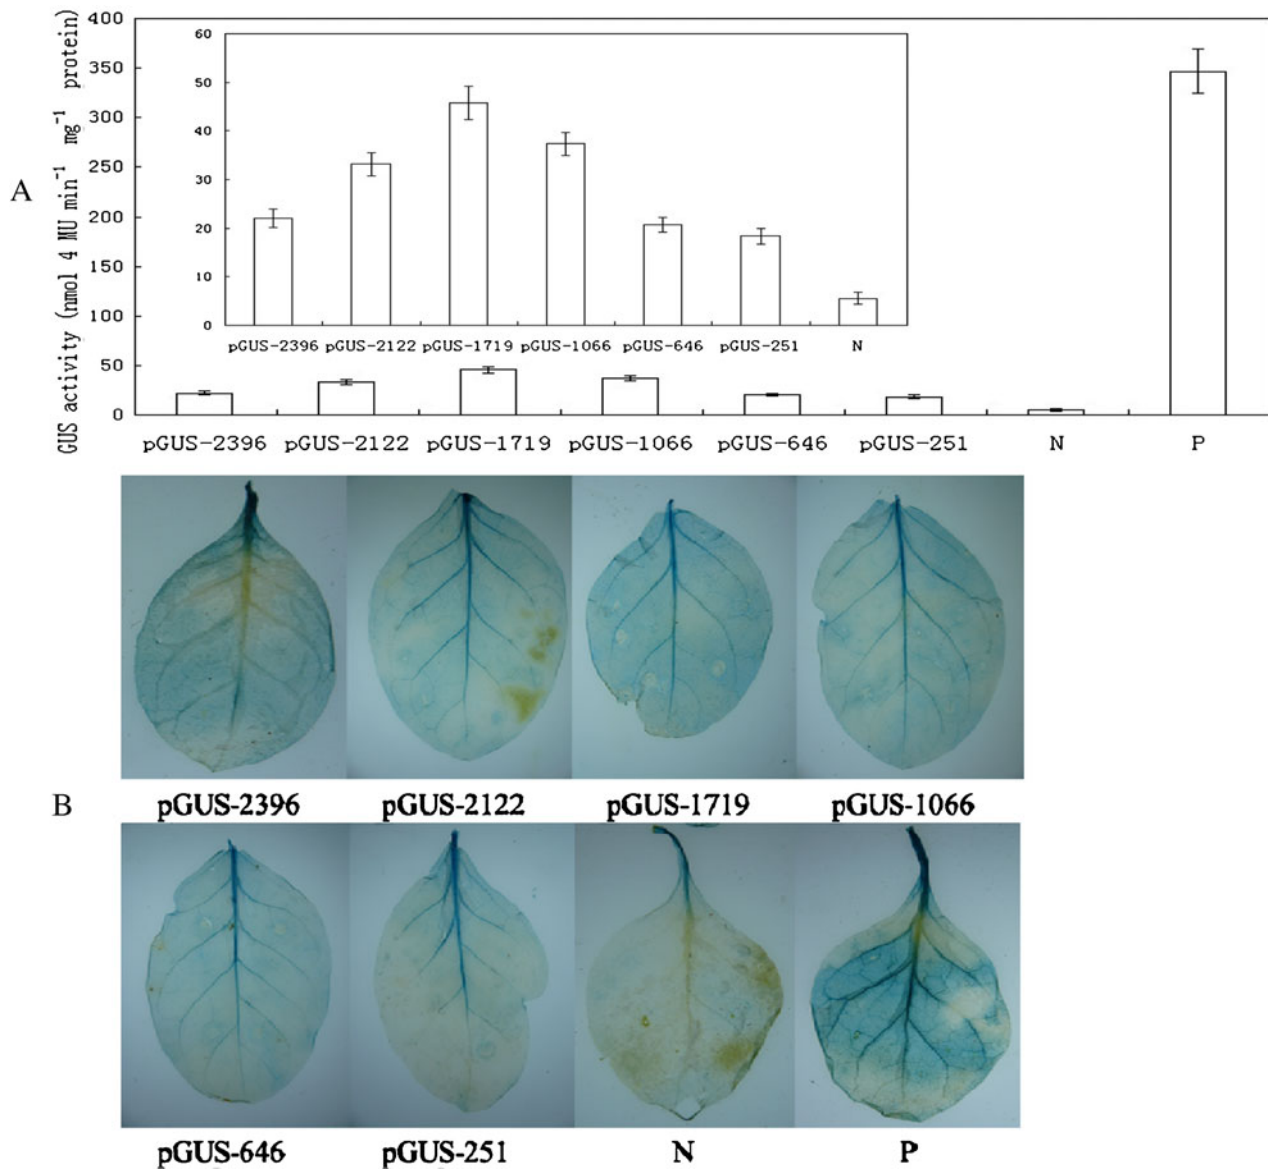 A
GUS activity (nmol 4 MU min⁻¹ mg⁻¹ protein)
400
350
300
250
200
150
100
50
0
60
50
40
30
20
10
0
pGUS-2396 pGUS-2122 pGUS-1719 pGUS-1066 pGUS-646 pGUS-251 N
pGUS-2396 pGUS-2122 pGUS-1719 pGUS-1066 pGUS-646 pGUS-251 N P
B
pGUS-2396 pGUS-2122 pGUS-1719 pGUS-1066
pGUS-646 pGUS-251 N P